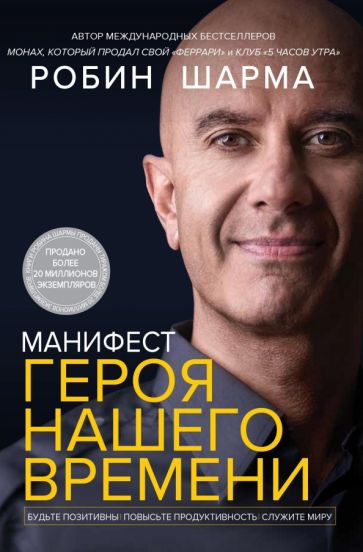 АВТОР МЕЖДУНАРОДНЫХ БЕСТСЕЛЛЕРОВ
МОНАХ, КОТОРЫЙ ПРОДАЛ СВОЙ «ФЕРРАРИ» и КЛУБ «5 ЧАСОВ УТРА»
РОБИН ШАРМА
ПРОДАНО
БОЛЕЕ
20 МИЛЛИОНОВ
ЭКЗЕМПЛЯРОВ
МАНИФЕСТ
ГЕРОЯ
НАШЕГО
ВРЕМЕНИ
БУДЬТЕ ПОЗИТИВНЫ | ПОВЫСЬТЕ ПРОДУКТИВНОСТЬ | СЛУЖИТЕ МИРУ